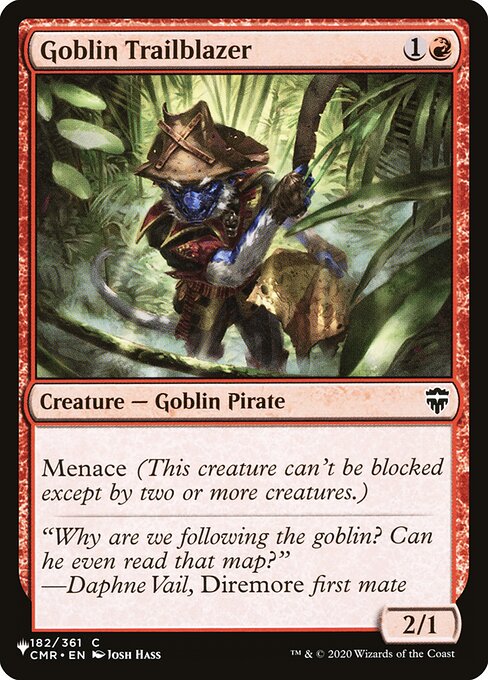 Goblin Trailblazer 1
Creature — Goblin Pirate
Menace (This creature can't be blocked
except by two or more creatures.)
“Why are we following the goblin? Can
he even read that map?”
—Daphne Vail, Diremore first mate
2/1
182/361 C
CMR • EN Josh Hass
™ & © 2020 Wizards of the Coast